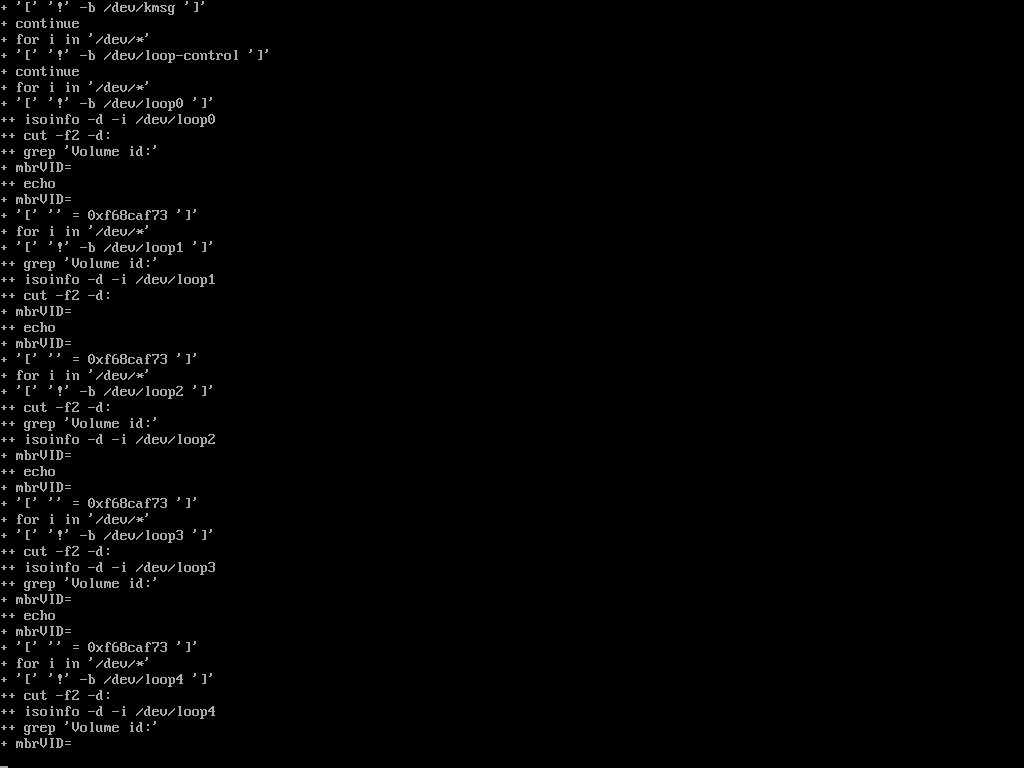 + '[' '!' -b /dev/kmsg ']'
+ continue
+ for i in '/dev/*'
+ '[' '!' -b /dev/loop-control ']'
+ continue
+ for i in '/dev/*'
+ '[' '!' -b /dev/loop0 ']'
++ isoinfo -d -i /dev/loop0
++ cut -f2 -d:
++ grep 'Volume id:'
+ mbrVID=
++ echo
+ mbrVID=
+ '[' '' = 0xf68caf73 ']'
+ for i in '/dev/*'
+ '[' '!' -b /dev/loop1 ']'
++ grep 'Volume id:'
++ isoinfo -d -i /dev/loop1
++ cut -f2 -d:
+ mbrVID=
++ echo
+ mbrVID=
+ '[' '' = 0xf68caf73 ']'
+ for i in '/dev/*'
+ '[' '!' -b /dev/loop2 ']'
++ cut -f2 -d:
++ grep 'Volume id:'
++ isoinfo -d -i /dev/loop2
+ mbrVID=
++ echo
+ mbrVID=
+ '[' '' = 0xf68caf73 ']'
+ for i in '/dev/*'
+ '[' '!' -b /dev/loop3 ']'
++ cut -f2 -d:
++ isoinfo -d -i /dev/loop3
++ grep 'Volume id:'
+ mbrVID=
++ echo
+ mbrVID=
+ '[' '' = 0xf68caf73 ']'
+ for i in '/dev/*'
+ '[' '!' -b /dev/loop4 ']'
++ cut -f2 -d:
++ isoinfo -d -i /dev/loop4
++ grep 'Volume id:'
+ mbrVID=